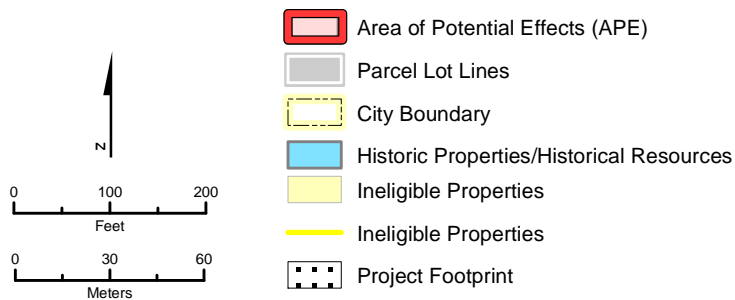 N
0 100 200
Feet
0 30 60
Meters
Area of Potential Effects (APE)
Parcel Lot Lines
City Boundary
Historic Properties/Historical Resources
Ineligible Properties
Ineligible Properties
Project Footprint